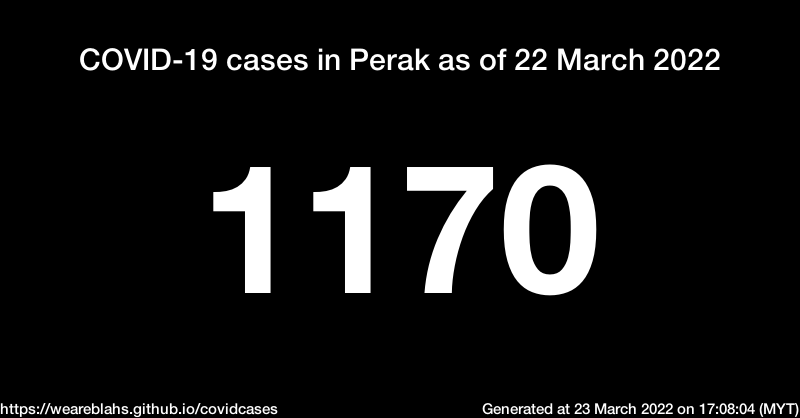 COVID-19 cases in Perak as of 22 March 2022
1170
https://weareblahs.github.io/covidcases
Generated at 23 March 2022 on 17:08:04 (MYT)